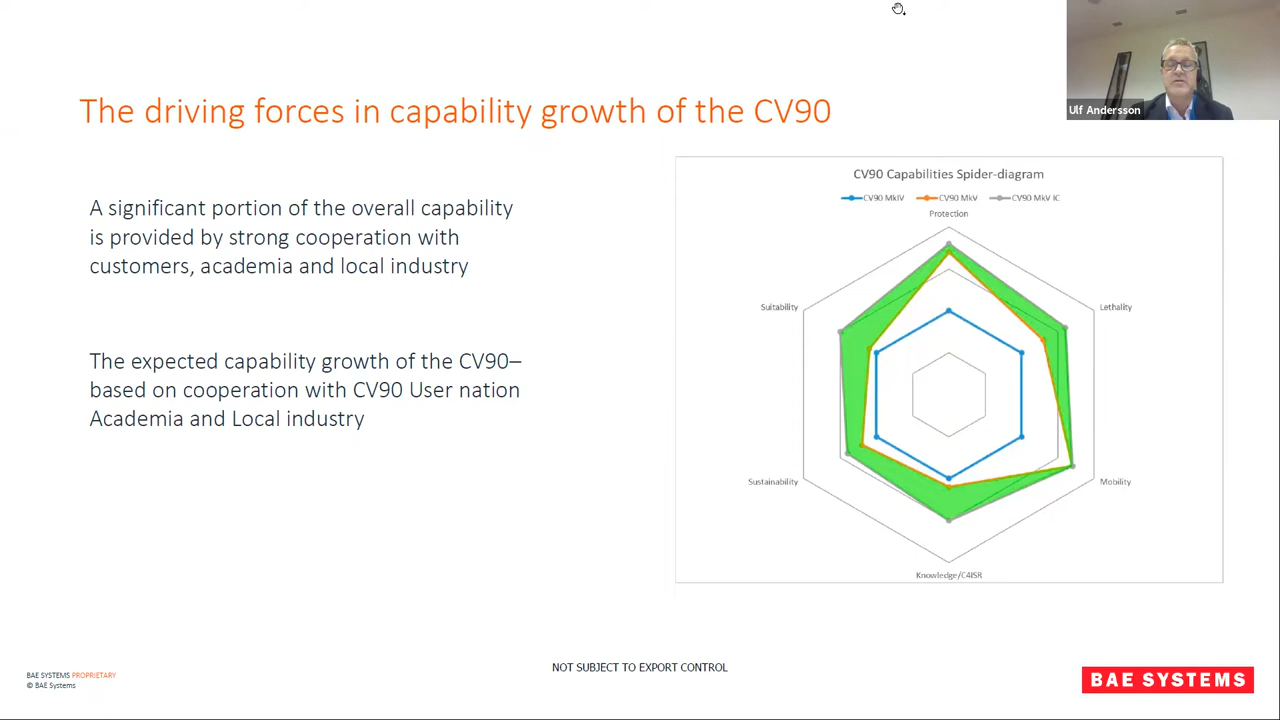 Ulf Andersson
The driving forces in capability growth of the CV90
A significant portion of the overall capability
is provided by strong cooperation with
customers, academia and local industry
The expected capability growth of the CV90–
based on cooperation with CV90 User nation
Academia and Local industry
CV90 Capabilities Spider-diagram
CV90 MkIV CV90 MkV CV90 MkV IC
Protection
Suitability
Lethality
Sustainability
Mobility
Knowledge/C4ISR
NOT SUBJECT TO EXPORT CONTROL
BAE SYSTEMS PROPRIETARY
© BAE Systems
BAE SYSTEMS